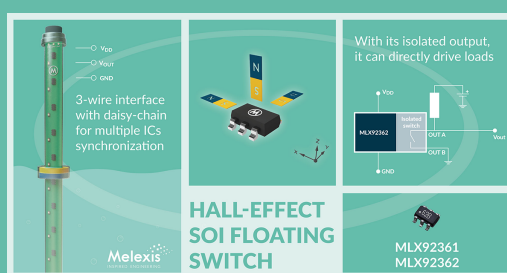 VDD
VOUT
GND
3-wire interface
with daisy-chain
for multiple ICs
synchronization
Melexis
INSPIRED ENGINEERING
N
S
HALL-EFFECT
SOI FLOATING
SWITCH
With its isolated output,
it can directly drive loads
VDD
MLX92362
Isolated
switch
OUT A
OUT B
Vout
GND
MLX92361
MLX92362